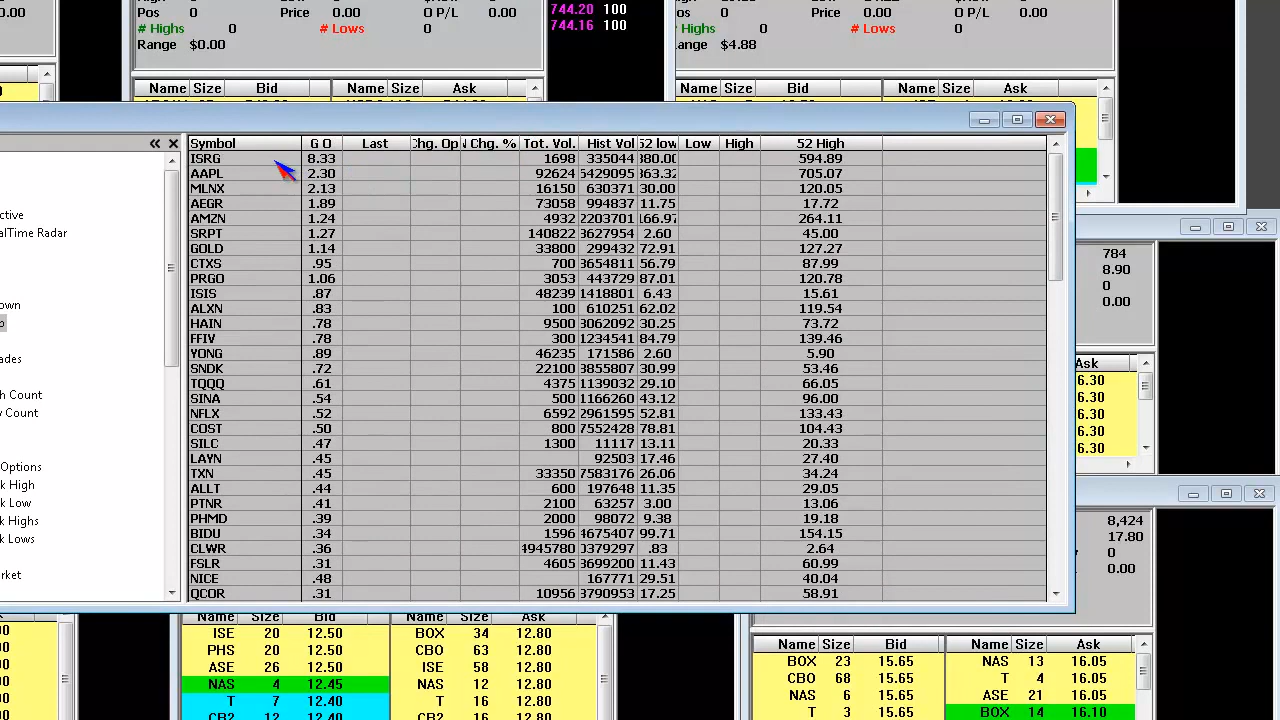 0.00
Pos 0 Price 0.00 O P/L 0.00
# Highs 0 # Lows 0
Range $0.00
744.20 100
744.16 100
Pos 0 Price 0.00 O P/L 0.00
Highs 0 # Lows 0
ange $4.88
Name Size Bid Name Size Ask
Name Size Bid Name Size Ask
Symbol G O Last Chg. Op Chg. % Tot. Vol. Hist Vol 52 low Low High 52 High
ISRG 8.33 1698 335044 380.00 594.89
AAPL 2.30 92624 5429095 363.32 705.07
MLNX 2.13 16150 630371 30.00 120.05
AEGR 1.89 73058 994837 11.75 17.72
AMZN 1.24 4932 2203701 166.97 264.11
SRPT 1.27 140822 3627954 2.60 45.00
GOLD 1.14 33800 299432 72.91 127.27
CTXS .95 700 3654811 56.79 87.99
PRGO 1.06 3053 443729 87.01 120.78
ISIS .87 48239 1418801 6.43 15.61
ALXN .83 100 610251 62.02 119.54
HAIN .78 9500 3062092 30.25 73.72
FFIV .78 300 1234541 84.79 139.46
YONG .89 46235 171586 2.60 5.90
SNDK .72 22100 3855807 30.99 53.46
TQQQ .61 4375 1139032 29.10 66.05
SINA .54 500 1166260 43.12 96.00
NFLX .52 6592 2961595 52.81 133.43
COST .50 800 7552428 78.81 104.43
SILC .47 1300 11117 13.11 20.33
LAYN .45 92503 17.46 27.40
TXN .45 33350 7583176 26.06 34.24
ALLT .44 600 197648 11.35 29.05
PTNR .41 2100 63257 3.00 13.06
PHMD .39 2000 98072 9.38 19.18
BIDU .34 1596 4675407 99.71 154.15
CLWR .36 4945780 0379297 .83 2.64
FSLR .31 4605 3699200 11.43 60.99
NICE .48 167771 29.51 40.04
QCOR .31 10956 3790953 17.25 58.91
ctive
alTime Radar
own
p
ades
h Count
w Count
Options
k High
k Low
k Highs
k Lows
rket
784
8.90
0
0.00
Ask
6.30
6.30
6.30
6.30
6.30
8,424
17.80
0
0.00
Name Size Bid Name Size Ask
ISE 20 12.50 BOX 34 12.80
PHS 20 12.50 CBO 63 12.80
ASE 26 12.50 ISE 58 12.80
NAS 4 12.45 NAS 12 12.80
T 7 12.40 T 16 12.80
CB2 12 12.40 CB2 16 12.80
Name Size Bid Name Size Ask
BOX 23 15.65 NAS 13 16.05
CBO 68 15.65 T 4 16.05
NAS 6 15.65 ASE 21 16.05
T 3 15.65 BOX 14 16.10